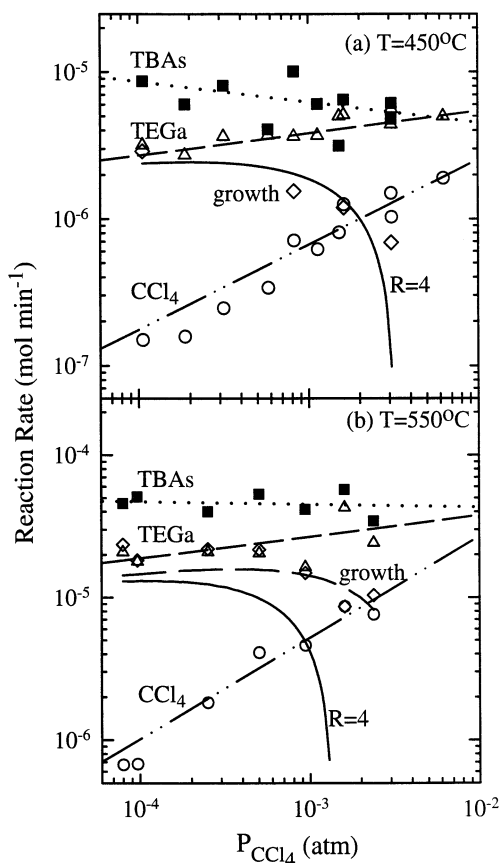 (a) T=450°C
10⁻⁵
TBAs
TEGa
growth
10⁻⁶
CCl₄
R=4
10⁻⁷
Reaction Rate (mol min⁻¹)
(b) T=550°C
10⁻⁴
TBAs
TEGa
growth
10⁻⁵
CCl₄
R=4
10⁻⁶
10⁻⁴ 10⁻³ 10⁻²
P_CCl₄ (atm)